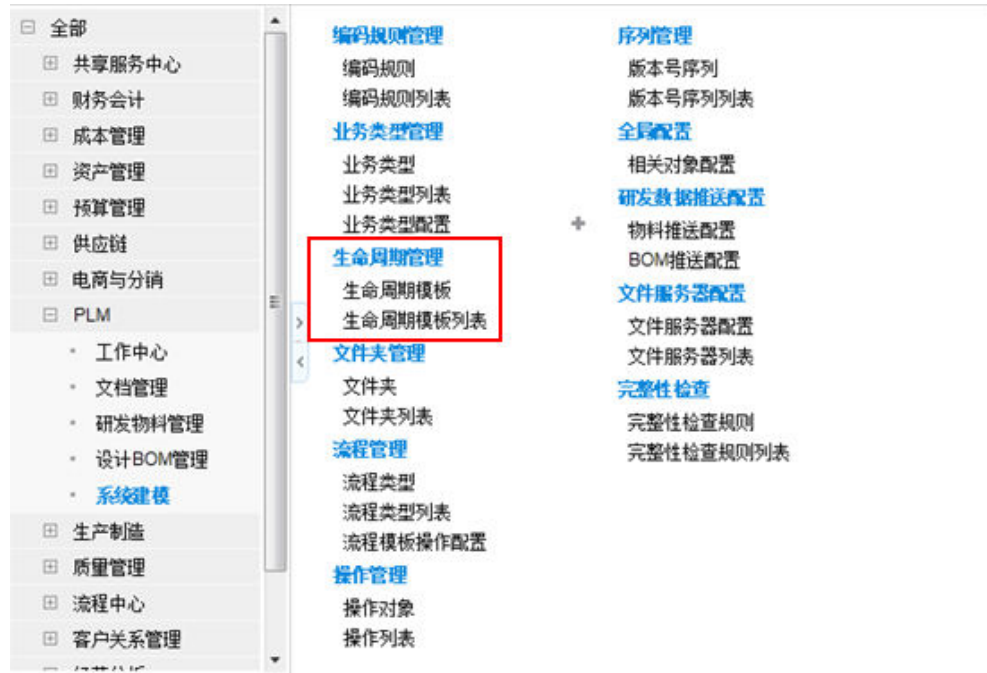 全部
共享服务中心
财务会计
成本管理
资产管理
预算管理
供应链
电商与分销
PLM
工作中心
文档管理
研发物料管理
设计BOM管理
系统建模
生产制造
质量管理
流程中心
客户关系管理
编码规则管理
编码规则
编码规则列表
业务类型管理
业务类型
业务类型列表
业务类型配置
生命周期管理
生命周期模板
生命周期模板列表
文件夹管理
文件夹
文件夹列表
流程管理
流程类型
流程类型列表
流程模板操作配置
操作管理
操作对象
操作列表
序列管理
版本号序列
版本号序列列表
全局配置
相关对象配置
研发数据推送配置
物料推送配置
BOM推送配置
文件服务器配置
文件服务器配置
文件服务器列表
完整性检查
完整性检查规则
完整性检查规则列表